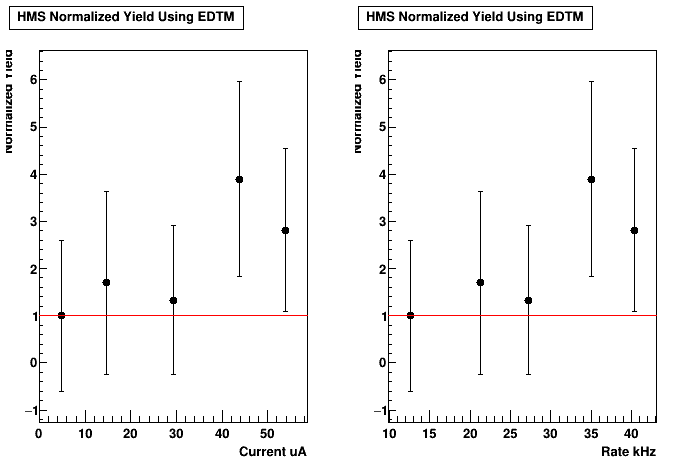 HMS Normalized Yield Using EDTM
Normalized Yield
6
5
4
3
2
1
0
−1
0 10 20 30 40 50
Current uA
HMS Normalized Yield Using EDTM
Normalized Yield
6
5
4
3
2
1
0
−1
10 15 20 25 30 35 40
Rate kHz